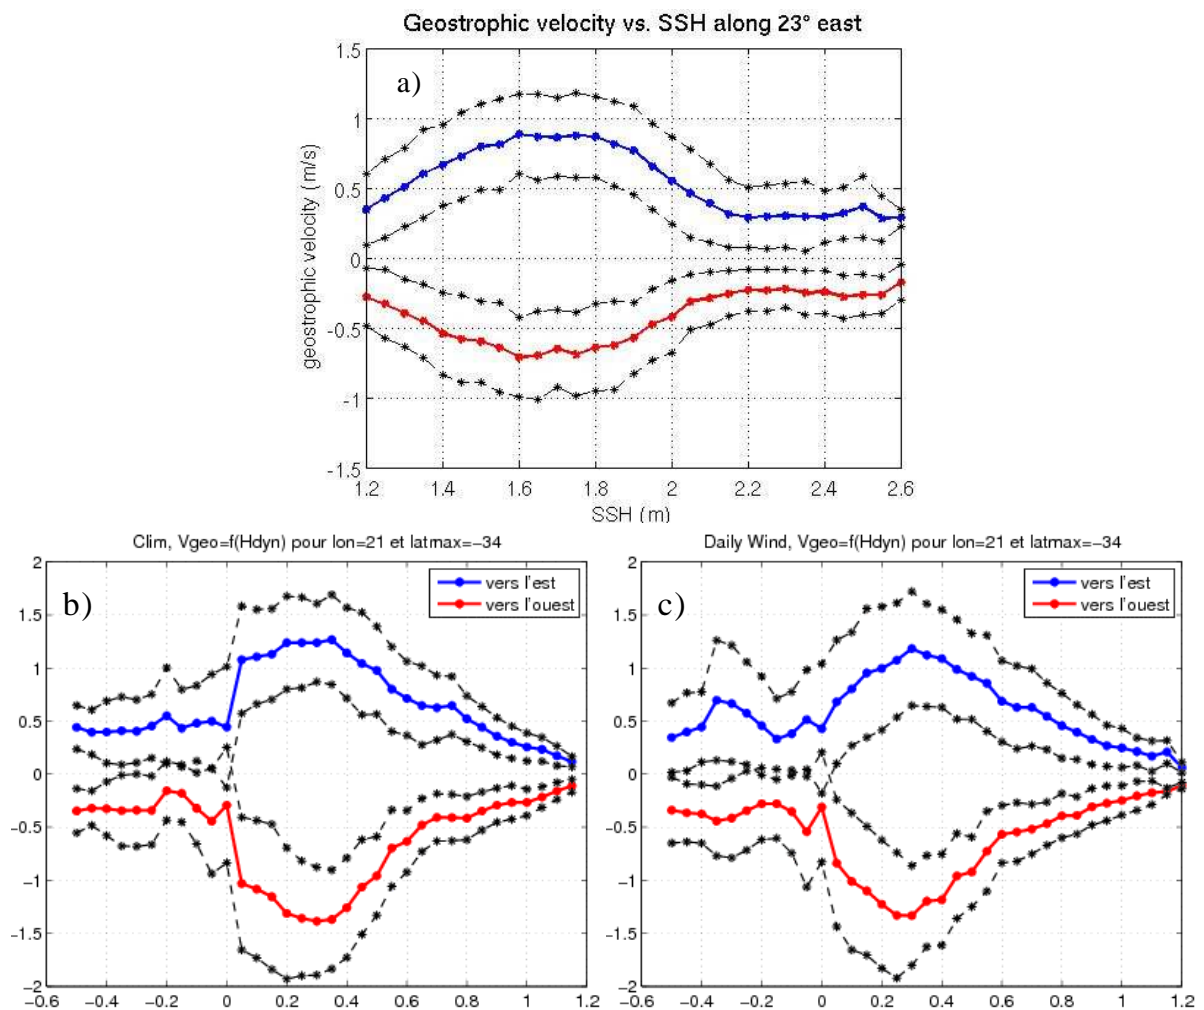 Geostrophic velocity vs. SSH along 23° east
a)
geostrophic velocity (m/s)
1.5
1
0.5
0
-0.5
-1
-1.5
1.2 1.4 1.6 1.8 2 2.2 2.4 2.6
SSH (m)
Clim, Vgeo=f(Hdyn) pour lon=21 et latmax=-34
b)
vers l'est
vers l'ouest
2
1.5
1
0.5
0
-0.5
-1
-1.5
-2
-0.6 -0.4 -0.2 0 0.2 0.4 0.6 0.8 1 1.2
Daily Wind, Vgeo=f(Hdyn) pour lon=21 et latmax=-34
c)
vers l'est
vers l'ouest
2
1.5
1
0.5
0
-0.5
-1
-1.5
-2
-0.6 -0.4 -0.2 0 0.2 0.4 0.6 0.8 1 1.2